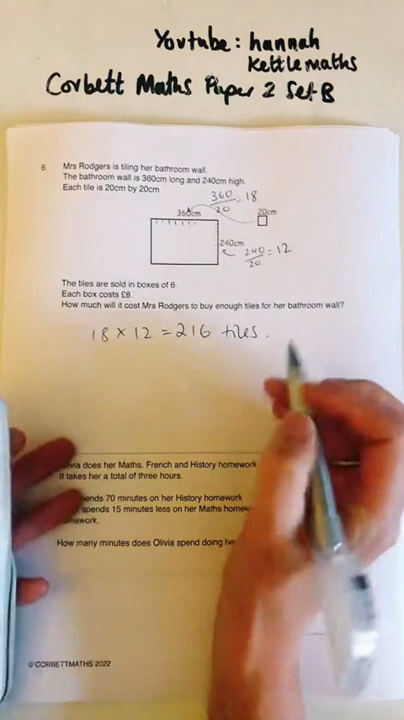 Youtube: hannah
Kettlemaths
Corbett Maths Paper 2 Set B
6. Mrs Rodgers is tiling her bathroom wall.
The bathroom wall is 360cm long and 240cm high.
Each tile is 20cm by 20cm
360/20 = 18
360cm
20cm
240cm
240/20 = 12
The tiles are sold in boxes of 6.
Each box costs £8.
How much will it cost Mrs Rodgers to buy enough tiles for her bathroom wall?
18 × 12 = 216 tiles.
does her Maths, French and History homework
It takes her a total of three hours.
70 minutes on her History homework
spends 15 minutes less on her Maths
How many minutes does Olivia spend doing
© CORBETTMATHS 2022